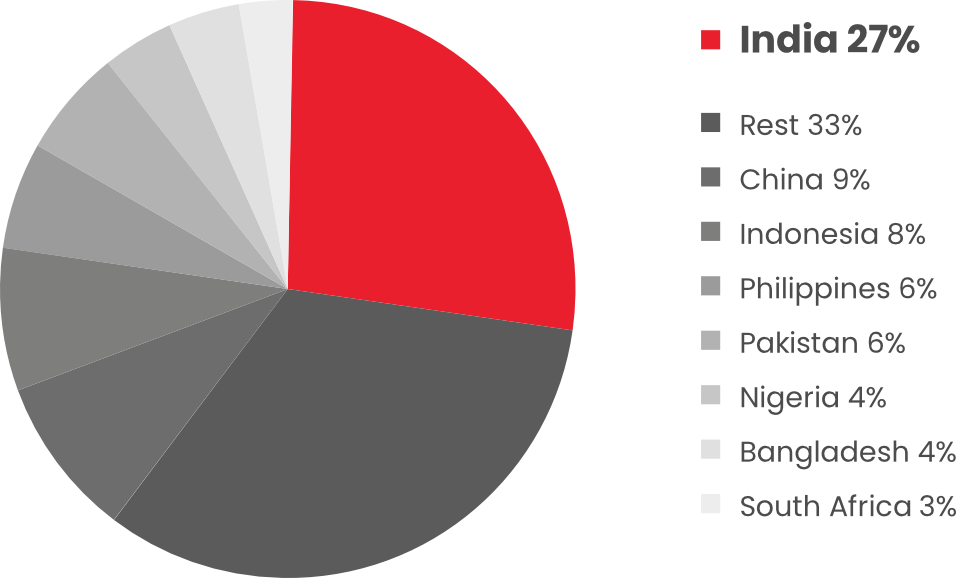 India 27%
Rest 33%
China 9%
Indonesia 8%
Philippines 6%
Pakistan 6%
Nigeria 4%
Bangladesh 4%
South Africa 3%